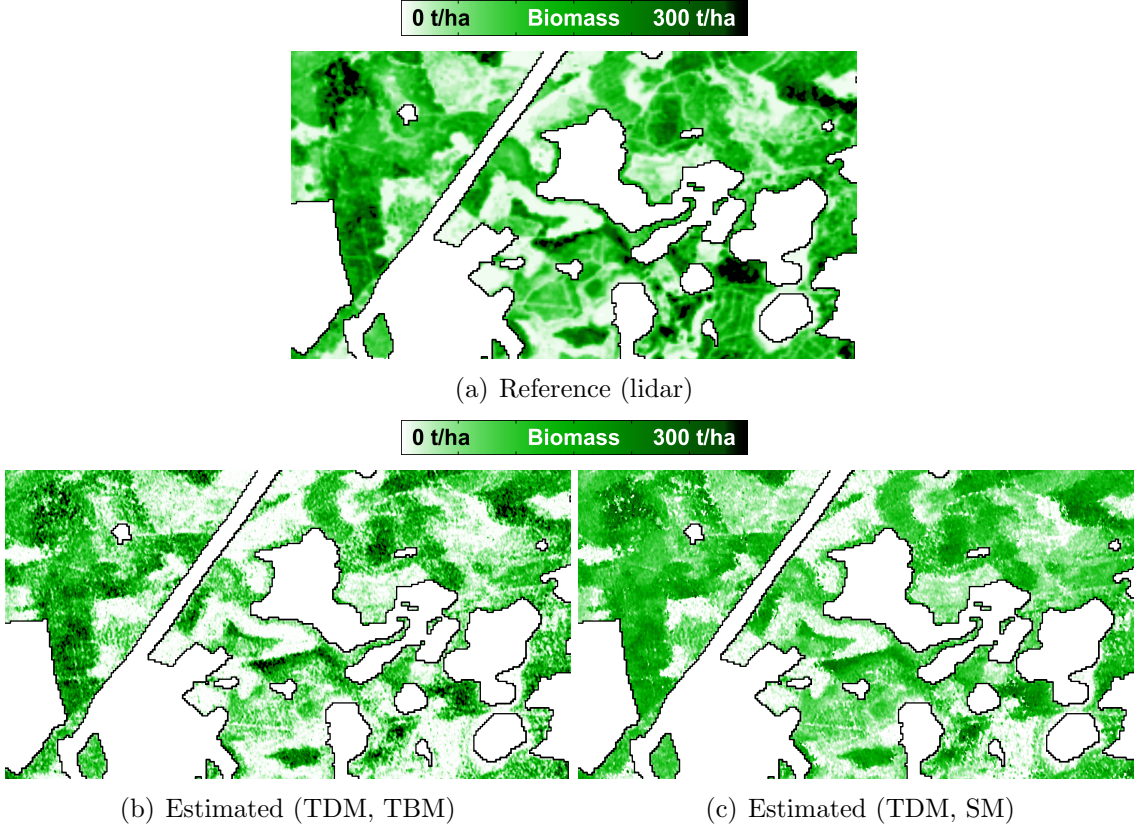 0 t/ha Biomass 300 t/ha
(a) Reference (lidar)
0 t/ha Biomass 300 t/ha
(b) Estimated (TDM, TBM)
(c) Estimated (TDM, SM)